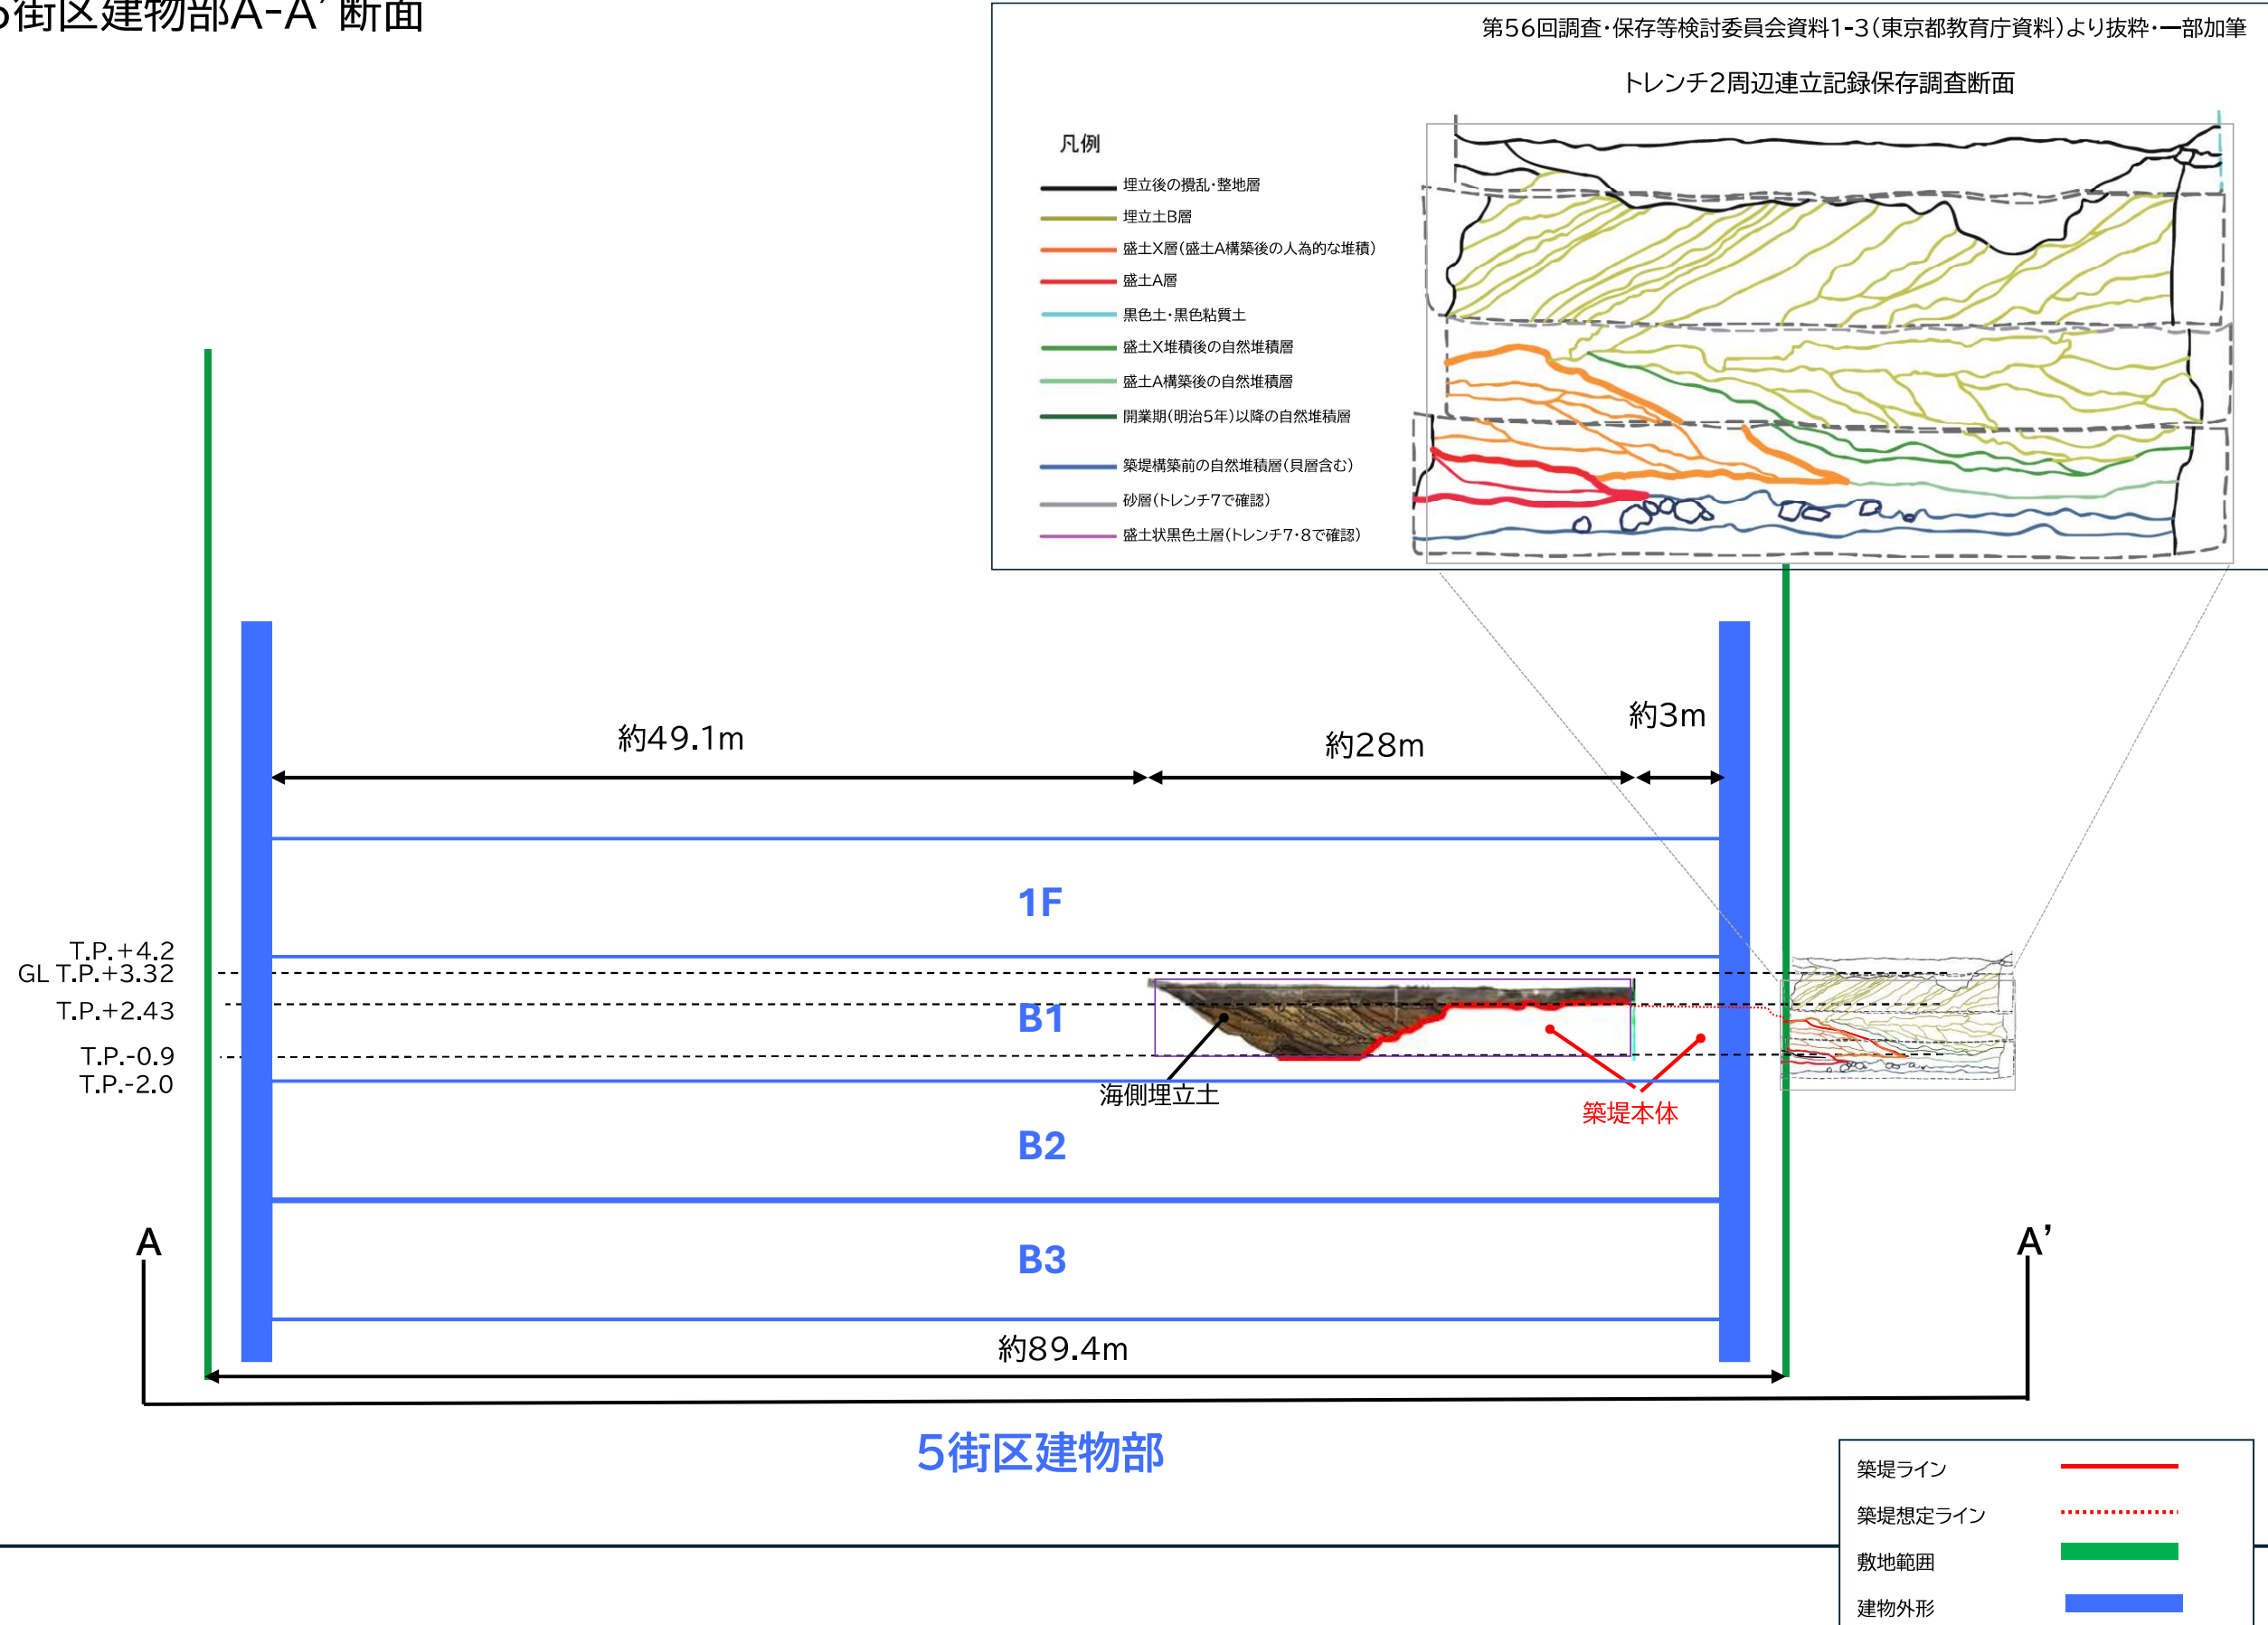 5街区建物部A-A'断面
第56回調査・保存等検討委員会資料1-3(東京都教育庁資料)より抜粋・一部加筆
トレンチ2周辺連立記録保存調査断面
凡例
埋立後の攪乱・整地層
埋立土B層
盛土X層(盛土A構築後の人為的な堆積)
盛土A層
黒色土・黒色粘質土
盛土X堆積後の自然堆積層
盛土A構築後の自然堆積層
開業期(明治5年)以降の自然堆積層
築堤構築前の自然堆積層(貝層含む)
砂層(トレンチ7で確認)
盛土状黒色土層(トレンチ7・8で確認)
約49.1m
約28m
約3m
1F
T.P.+4.2
GL T.P.+3.32
T.P.+2.43
B1
T.P.-0.9
T.P.-2.0
海側埋立土
築堤本体
B2
B3
A
A'
約89.4m
5街区建物部
築堤ライン
築堤想定ライン
敷地範囲
建物外形